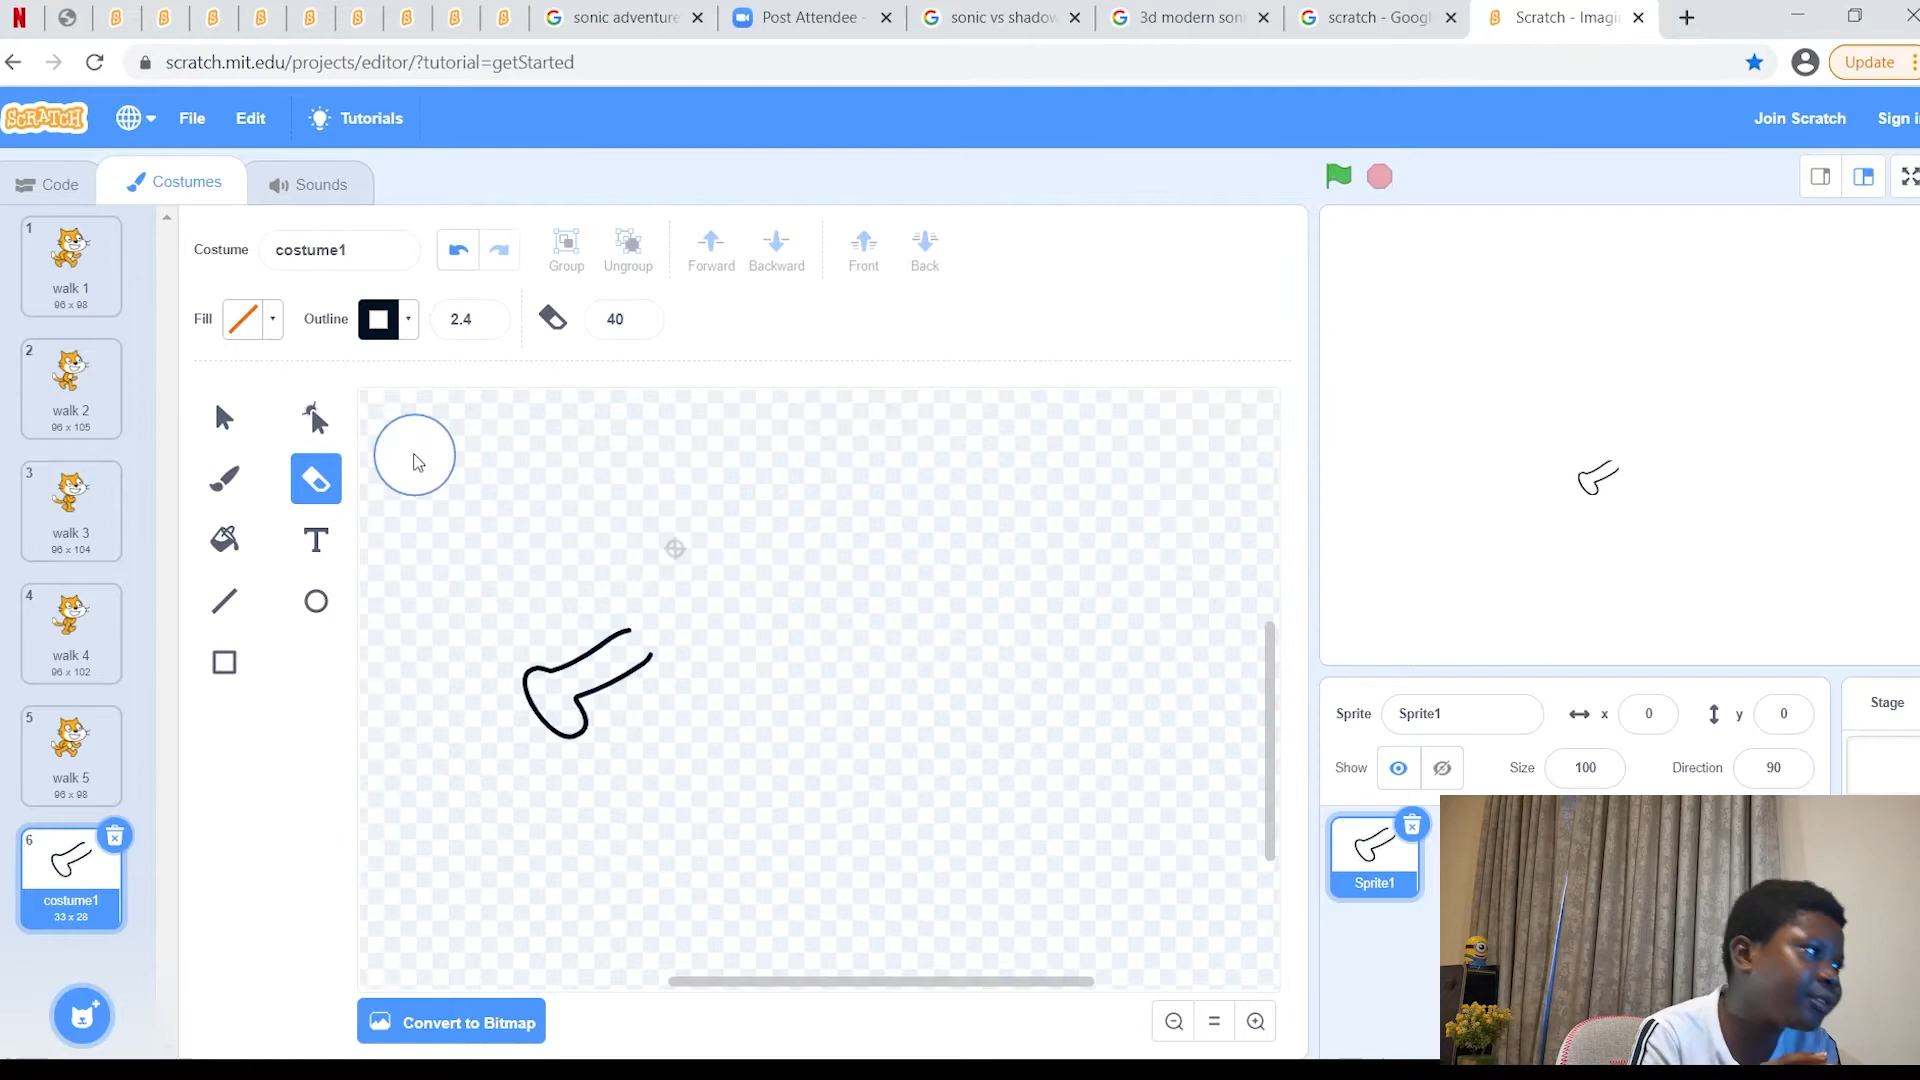 sonic adventure
Post Attendee -
sonic vs shadow
3d modern son
scratch - Googl
Scratch - Imagi
scratch.mit.edu/projects/editor/?tutorial=getStarted
Update
SCRATCH
File
Edit
Tutorials
Join Scratch
Sign i
Code
Costumes
Sounds
Costume
costume1
Group
Ungroup
Forward
Backward
Front
Back
Fill
Outline
2.4
40
1
walk 1
96 x 98
2
walk 2
96 x 105
3
walk 3
96 x 104
4
walk 4
96 x 102
5
walk 5
96 x 98
6
costume1
33 x 28
T
Convert to Bitmap
Sprite
Sprite1
x
0
y
0
Show
Size
100
Direction
90
Stage
Sprite1